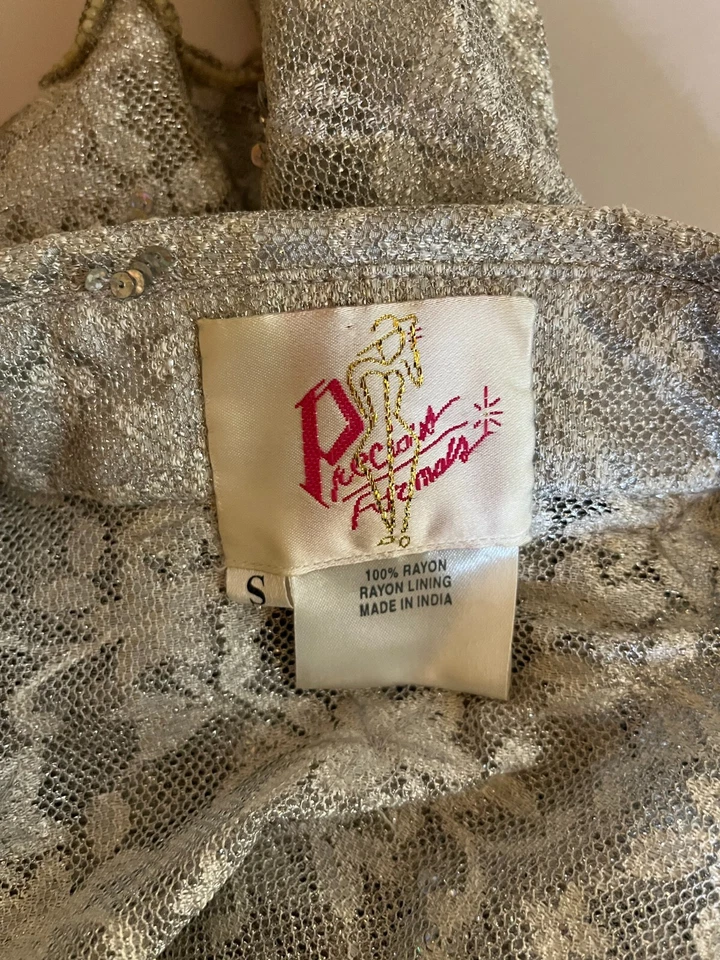 Precious
Formals
S
100% RAYON
RAYON LINING
MADE IN INDIA